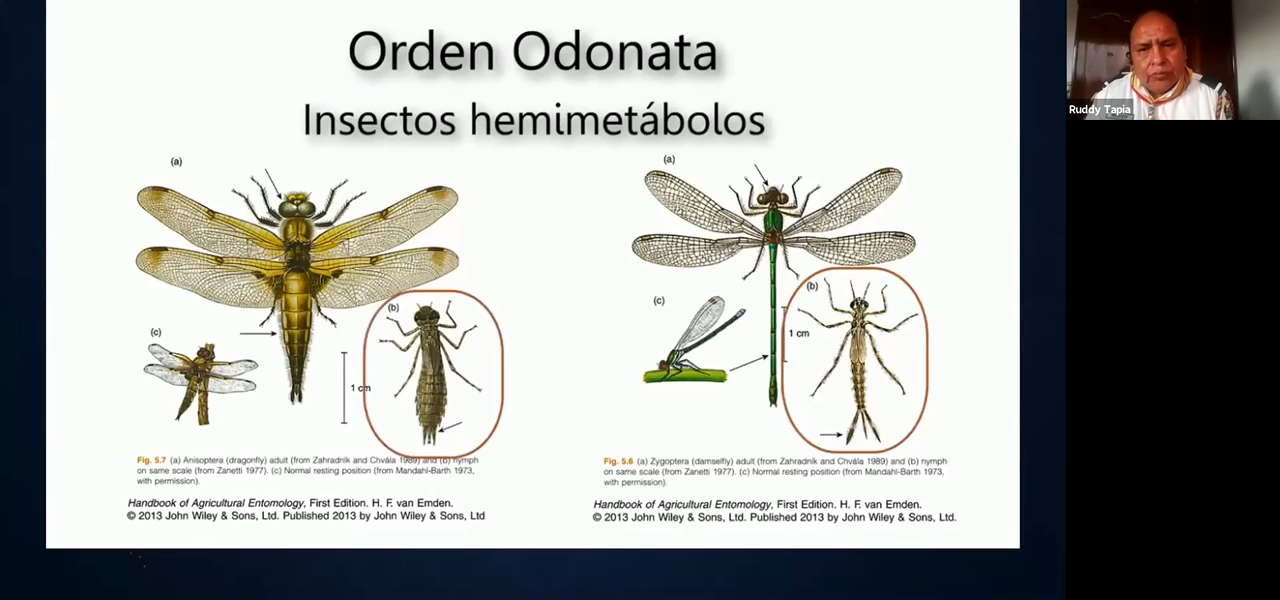 Orden Odonata
Insectos hemimetábolos
(a)
(b)
(c)
1 cm
Fig. 5.7 (a) Anisoptera (dragonfly) adult (from Zahradnik and Chvála 1989) and (b) nymph
on same scale (from Zanetti 1977). (c) Normal resting position (from Mandahl-Barth 1973,
with permission).
Handbook of Agricultural Entomology, First Edition. H. F. van Emden.
© 2013 John Wiley & Sons, Ltd. Published 2013 by John Wiley & Sons, Ltd
(a)
(b)
(c)
1 cm
Fig. 5.6 (a) Zygoptera (damselfly) adult (from Zahradnik and Chvála 1989) and (b) nymph
on same scale (from Zanetti 1977). (c) Normal resting position (from Mandahl-Barth 1973,
with permission).
Handbook of Agricultural Entomology, First Edition. H. F. van Emden.
© 2013 John Wiley & Sons, Ltd. Published 2013 by John Wiley & Sons, Ltd.
Ruddy Tapia